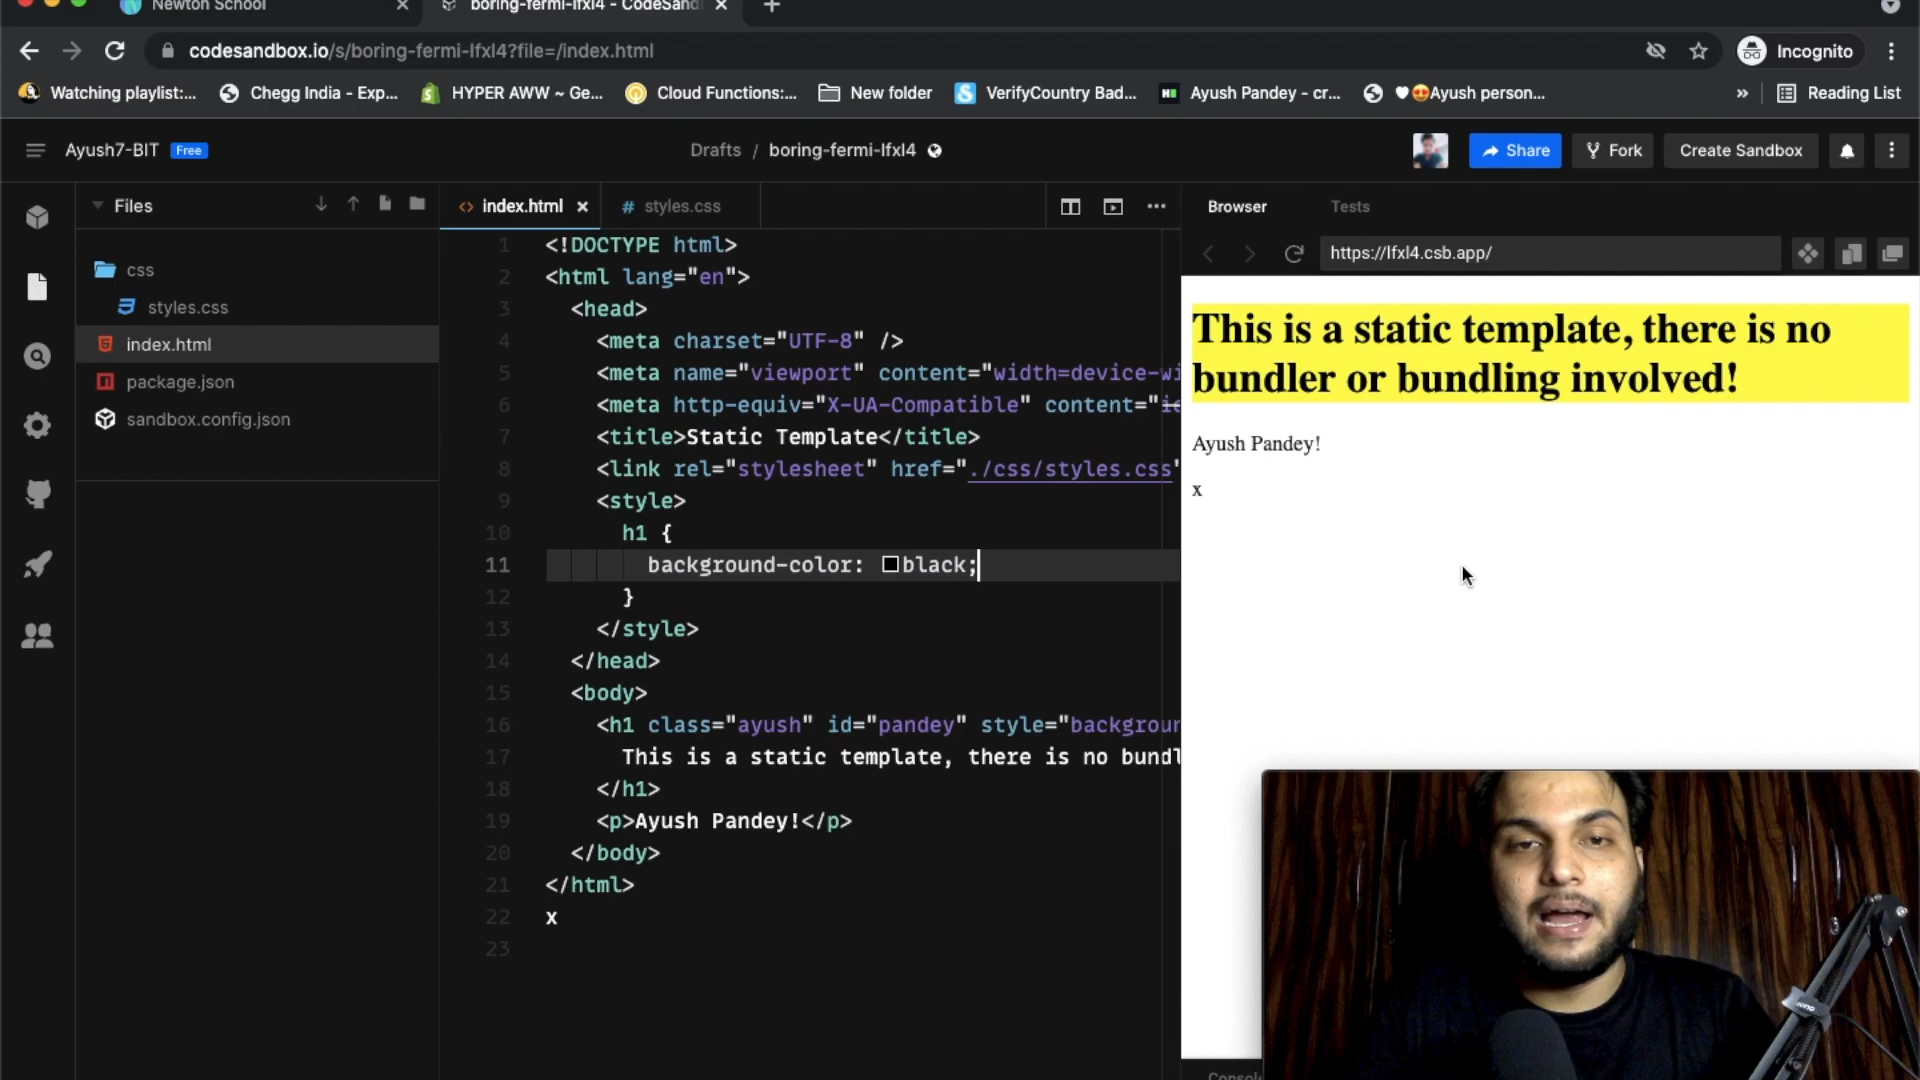 Newton School
boring-fermi-lfxl4 - CodeSand
codesandbox.io/s/boring-fermi-lfxl4?file=/index.html
Incognito
Watching playlist:...
Chegg India - Exp...
HYPER AWW ~ Ge...
Cloud Functions:...
New folder
VerifyCountry Bad...
Ayush Pandey - cr...
♥😍Ayush person...
»
Reading List
Ayush7-BIT
Free
Drafts / boring-fermi-lfxl4
Share
Fork
Create Sandbox
Files
css
styles.css
index.html
package.json
sandbox.config.json
<> index.html
# styles.css
1 <!DOCTYPE html>
2 <html lang="en">
3 <head>
4 <meta charset="UTF-8" />
5 <meta name="viewport" content="width=device-wi
6 <meta http-equiv="X-UA-Compatible" content="ie
7 <title>Static Template</title>
8 <link rel="stylesheet" href="./css/styles.css"
9 <style>
10 h1 {
11 background-color: black;
12 }
13 </style>
14 </head>
15 <body>
16 <h1 class="ayush" id="pandey" style="backgroun
17 This is a static template, there is no bundl
18 </h1>
19 <p>Ayush Pandey!</p>
20 </body>
21 </html>
22 x
23
Browser
Tests
https://lfxl4.csb.app/
This is a static template, there is no
bundler or bundling involved!
Ayush Pandey!
x
Console